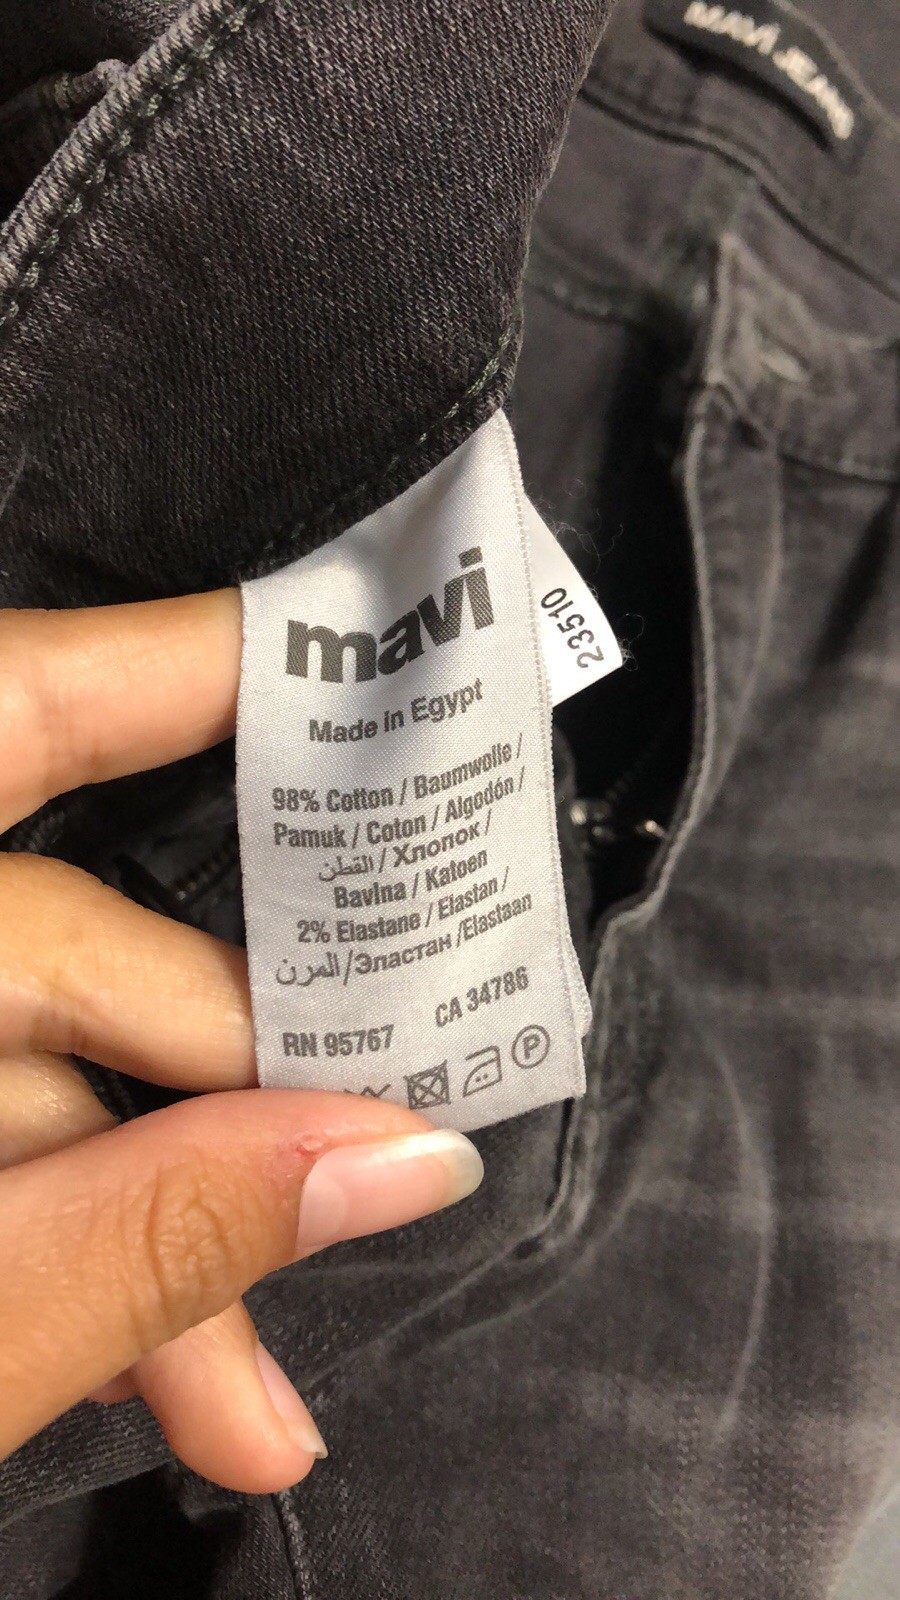 MAVI JEANS
mavi
23510
Made in Egypt
98% Cotton / Baumwolle /
Pamuk / Coton / Algodón /
القطن / Хлопок /
Bavlna / Katoen
2% Elastane / Elastan /
المرن/Эластан /Elastaan
RN 95767 CA 34786
P